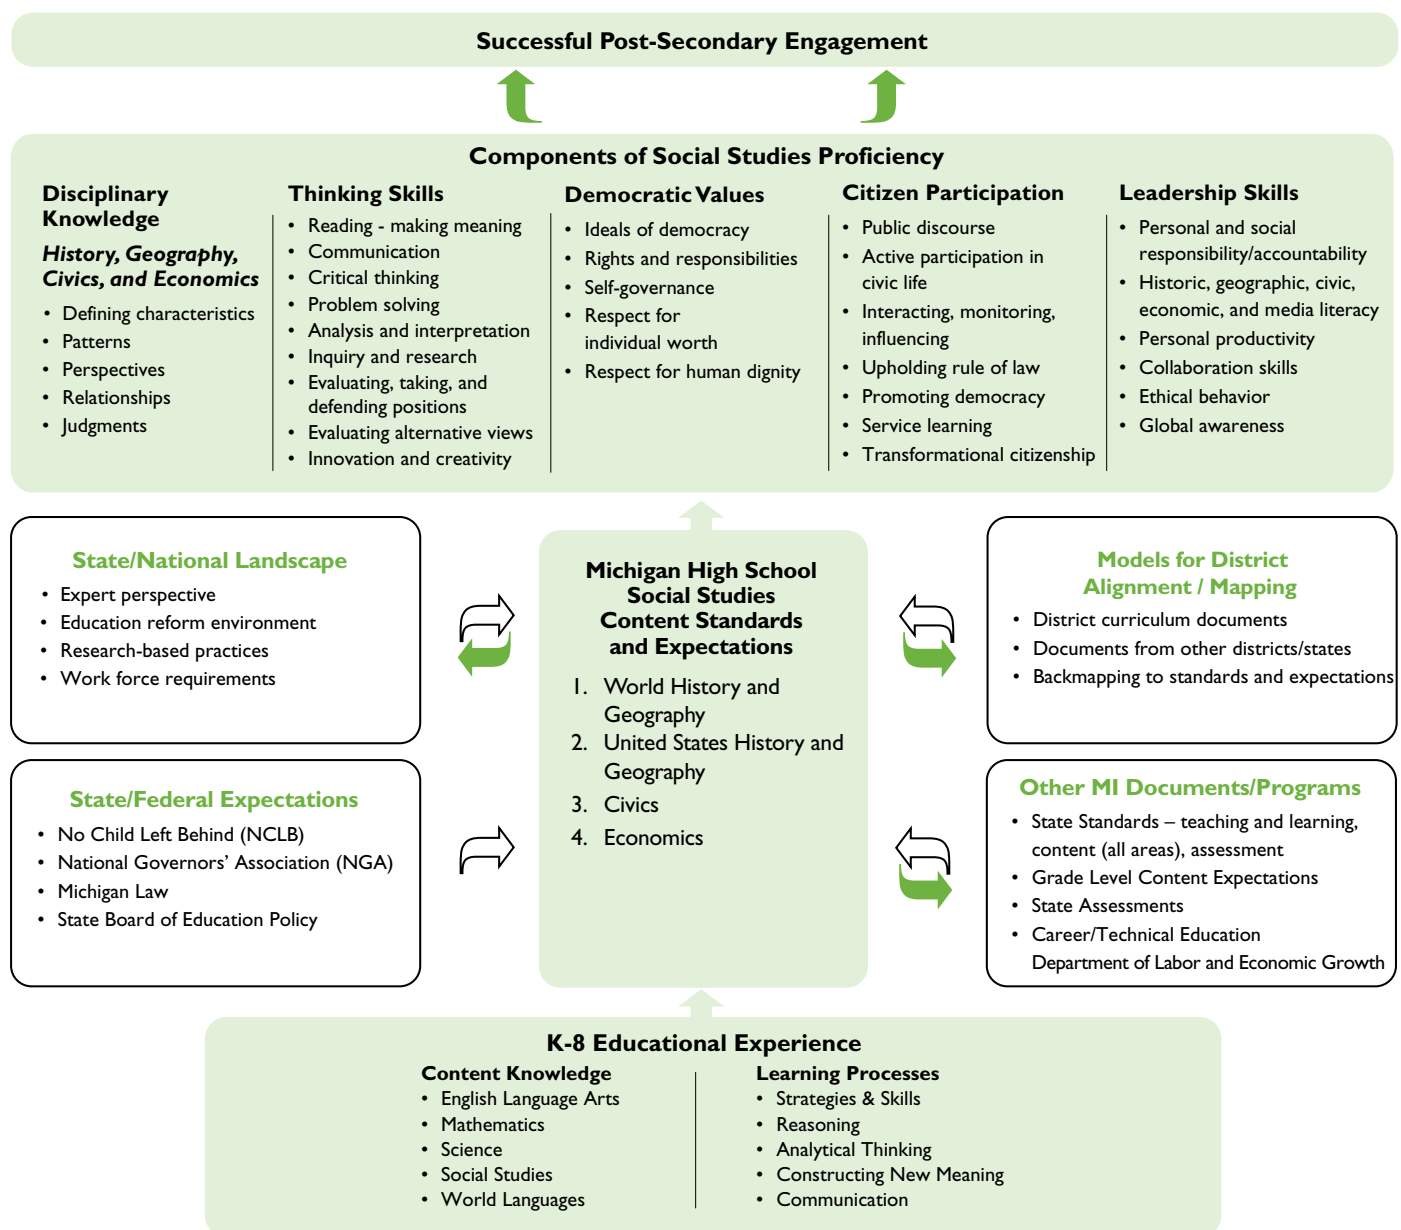 Successful Post-Secondary Engagement
Components of Social Studies Proficiency
Disciplinary
Knowledge
History, Geography,
Civics, and Economics
• Defining characteristics
• Patterns
• Perspectives
• Relationships
• Judgments
Thinking Skills
• Reading - making meaning
• Communication
• Critical thinking
• Problem solving
• Analysis and interpretation
• Inquiry and research
• Evaluating, taking, and
defending positions
• Evaluating alternative views
• Innovation and creativity
Democratic Values
• Ideals of democracy
• Rights and responsibilities
• Self-governance
• Respect for
individual worth
• Respect for human dignity
Citizen Participation
• Public discourse
• Active participation in
civic life
• Interacting, monitoring,
influencing
• Upholding rule of law
• Promoting democracy
• Service learning
• Transformational citizenship
Leadership Skills
• Personal and social
responsibility/accountability
• Historic, geographic, civic,
economic, and media literacy
• Personal productivity
• Collaboration skills
• Ethical behavior
• Global awareness
State/National Landscape
• Expert perspective
• Education reform environment
• Research-based practices
• Work force requirements
State/Federal Expectations
• No Child Left Behind (NCLB)
• National Governors’ Association (NGA)
• Michigan Law
• State Board of Education Policy
Michigan High School
Social Studies
Content Standards
and Expectations
1. World History and
Geography
2. United States History and
Geography
3. Civics
4. Economics
Models for District
Alignment / Mapping
• District curriculum documents
• Documents from other districts/states
• Backmapping to standards and expectations
Other MI Documents/Programs
• State Standards – teaching and learning,
content (all areas), assessment
• Grade Level Content Expectations
• State Assessments
• Career/Technical Education
Department of Labor and Economic Growth
K-8 Educational Experience
Content Knowledge
• English Language Arts
• Mathematics
• Science
• Social Studies
• World Languages
Learning Processes
• Strategies & Skills
• Reasoning
• Analytical Thinking
• Constructing New Meaning
• Communication